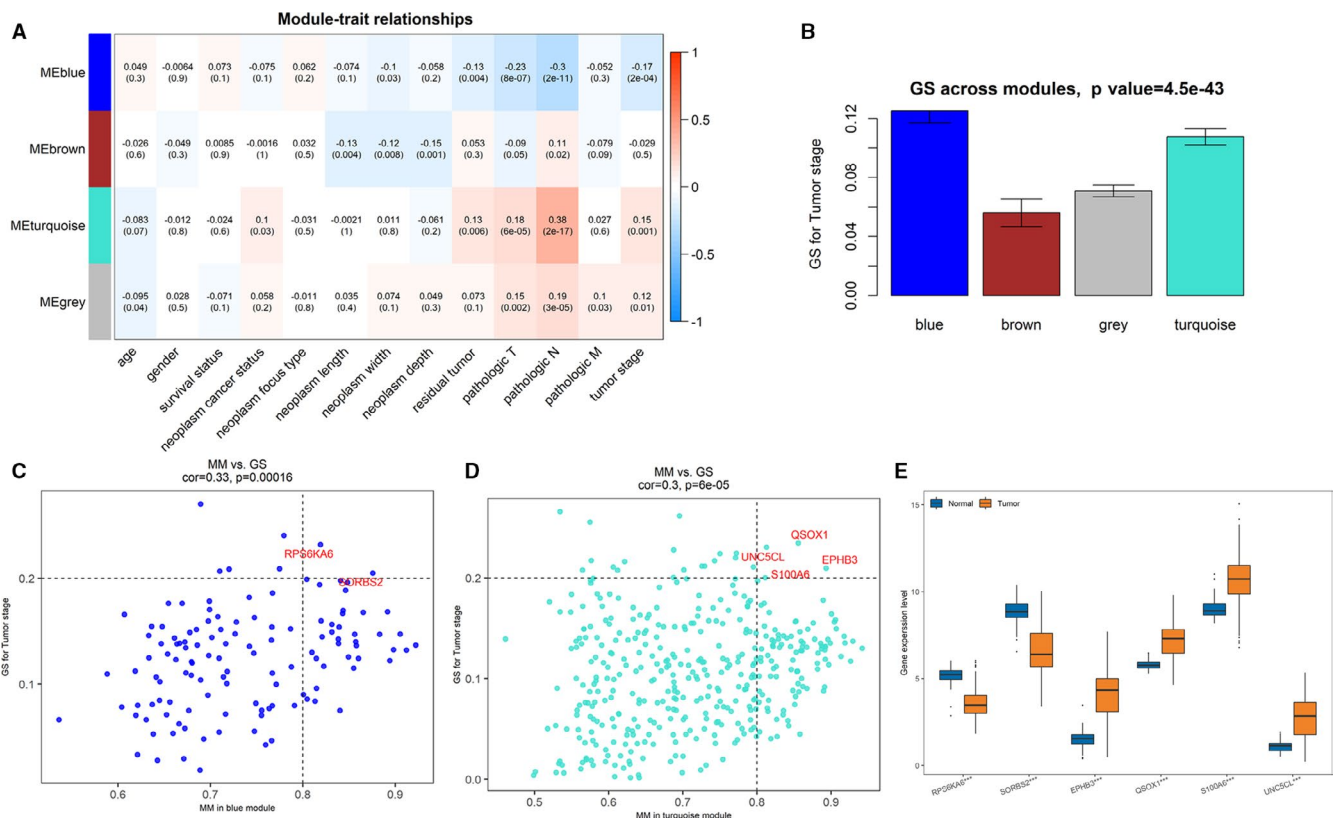 A
Module-trait relationships
MEblue
0.049 -0.0064 0.073 -0.075 0.062 -0.074 -0.1 -0.058 -0.13 -0.23 -0.3 -0.052 -0.17
(0.3) (0.9) (0.1) (0.1) (0.2) (0.1) (0.03) (0.2) (0.004) (8e-07) (2e-11) (0.3) (2e-04)
MEbrown
-0.026 -0.049 0.0085 -0.0016 0.032 -0.13 -0.12 -0.15 0.053 -0.09 0.11 -0.079 -0.029
(0.6) (0.3) (0.9) (1) (0.5) (0.004) (0.008) (0.001) (0.3) (0.05) (0.02) (0.09) (0.5)
MEturquoise
-0.083 -0.012 -0.024 0.1 -0.031 -0.0021 0.011 -0.061 0.13 0.18 0.38 0.027 0.15
(0.07) (0.8) (0.6) (0.03) (0.5) (1) (0.8) (0.2) (0.006) (6e-05) (2e-17) (0.6) (0.001)
MEgrey
-0.095 0.028 -0.071 0.058 -0.011 0.035 0.074 0.049 0.073 0.15 0.19 0.1 0.12
(0.04) (0.5) (0.1) (0.2) (0.8) (0.4) (0.1) (0.3) (0.1) (0.002) (3e-05) (0.03) (0.01)
1
0.5
0
-0.5
-1
age
gender
survival status
neoplasm cancer status
neoplasm focus type
neoplasm length
neoplasm width
neoplasm depth
residual tumor
pathologic T
pathologic N
pathologic M
tumor stage
B
GS across modules, p value=4.5e-43
GS for Tumor stage
0.12
0.08
0.04
0.00
blue brown grey turquoise
C
MM vs. GS
cor=0.33, p=0.00016
GS for Tumor stage
0.2
0.1
RPS6KA6
SORBS2
0.6 0.7 0.8 0.9
MM in blue module
D
MM vs. GS
cor=0.3, p=6e-05
GS for Tumor stage
0.2
0.1
0.0
QSOX1
UNC5CL
EPHB3
S100A6
0.5 0.6 0.7 0.8 0.9
MM in turquoise module
E
Normal Tumor
Gene experssion level
15
10
5
0
RPS6KA6***
SORBS2***
EPHB3***
QSOX1***
S100A6***
UNC5CL***